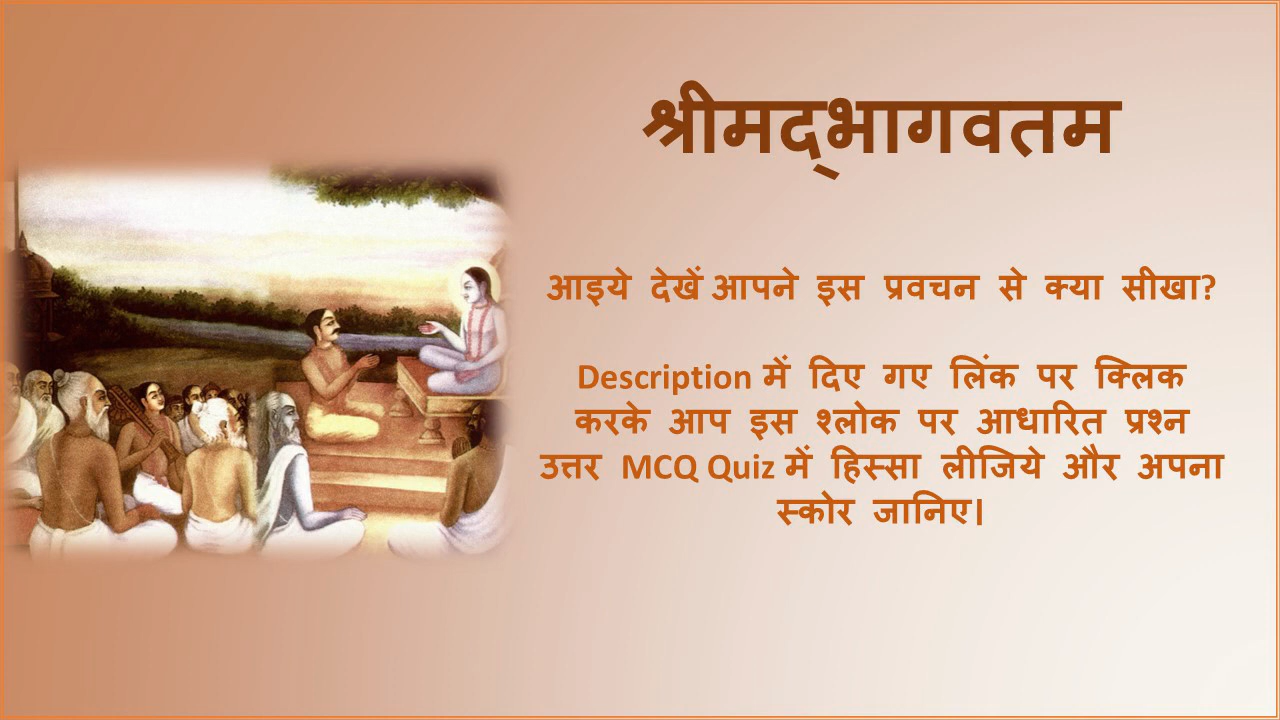 श्रीमद्‌भागवतम
आइये देखें आपने इस प्रवचन से क्या सीखा?
Description में दिए गए लिंक पर क्लिक
करके आप इस श्लोक पर आधारित प्रश्न
उत्तर MCQ Quiz में हिस्सा लीजिये और अपना
स्कोर जानिए।